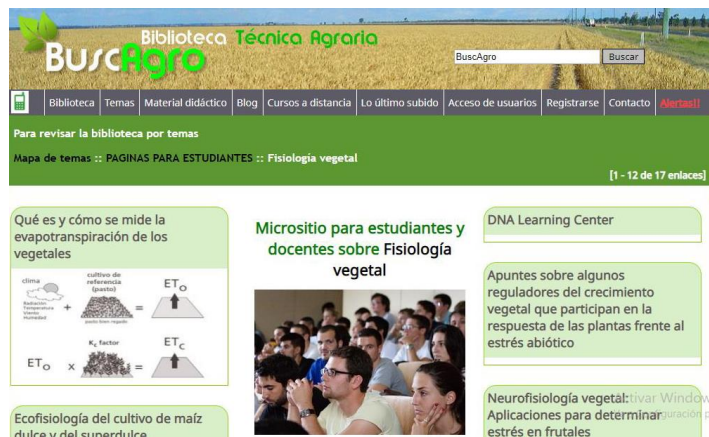 Biblioteca Técnica Agraria
BuscAgro
BuscAgro
Buscar
Biblioteca Temas Material didáctico Blog Cursos a distancia Lo último subido Acceso de usuarios Registrarse Contacto Alertas!!
Para revisar la biblioteca por temas
Mapa de temas :: PAGINAS PARA ESTUDIANTES :: Fisiología vegetal
[1 - 12 de 17 enlaces]
Qué es y cómo se mide la
evapotranspiración de los
vegetales
clima
Radiación
Temperatura
Viento
Humedad
+
cultivo de
referencia
(pasto)
pasto bien regado
=
ETO
ETO
x
Kc factor
=
ETC
Ecofisiología del cultivo de maíz
dulce y del superdulce
Micrositio para estudiantes y
docentes sobre Fisiología
vegetal
DNA Learning Center
Apuntes sobre algunos
reguladores del crecimiento
vegetal que participan en la
respuesta de las plantas frente al
estrés abiótico
Neurofisiología vegetal:
Aplicaciones para determinar
estrés en frutales